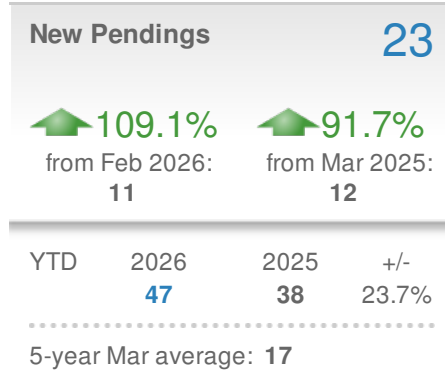 New Pendings 23
109.1% 91.7%
from Feb 2026: from Mar 2025:
11 12
YTD 2026 2025 +/-
47 38 23.7%
5-year Mar average: 17